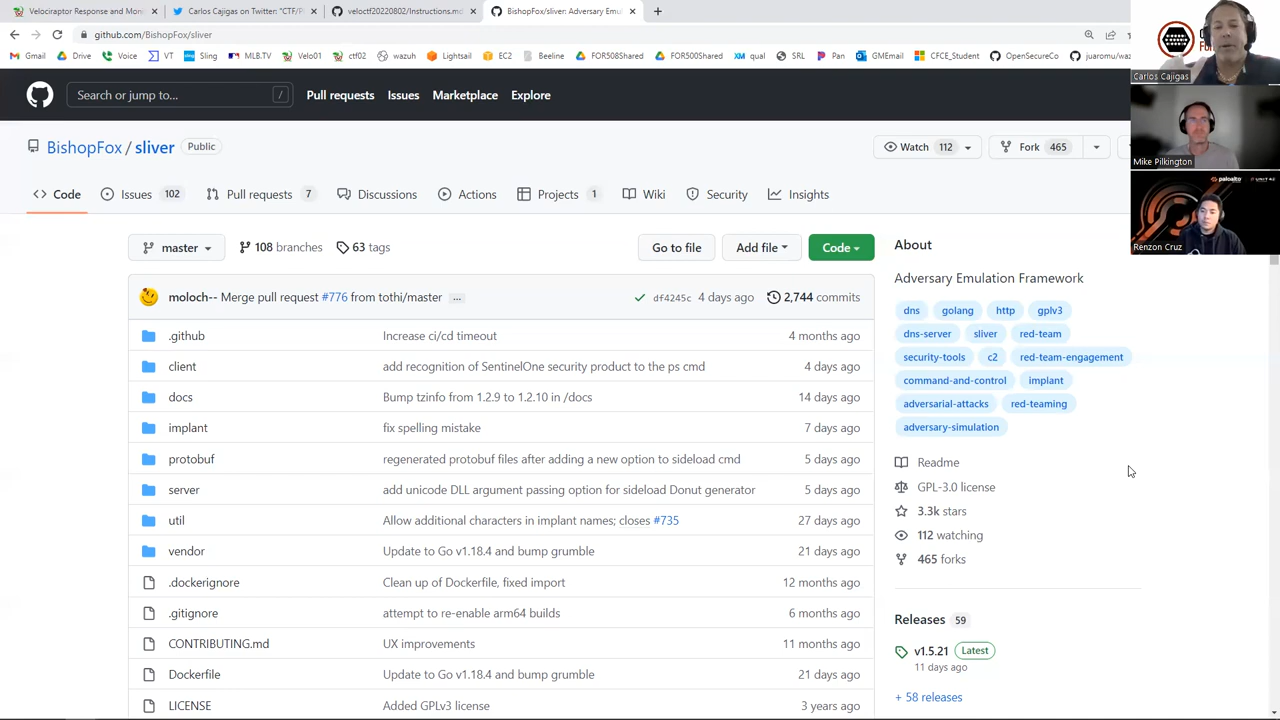 Velociraptor Response and Mon
Carlos Cajigas on Twitter: "CTF/P
veloctf20220802/Instructions.md
BishopFox/sliver: Adversary Emul
github.com/BishopFox/sliver
Gmail
Drive
Voice
VT
Sling
MLB.TV
Velo01
ctf02
wazuh
Lightsail
EC2
Beeline
FOR508Shared
FOR500Shared
qual
SRL
Pan
GMEmail
CFCE_Student
OpenSecureCo
juaromu/waz
Search or jump to...
/
Pull requests
Issues
Marketplace
Explore
Carlos Cajigas
Mike Pilkington
paloalto
UNIT 42
Renzon Cruz
BishopFox / sliver
Public
Watch 112
Fork 465
Code
Issues 102
Pull requests 7
Discussions
Actions
Projects 1
Wiki
Security
Insights
master
108 branches
63 tags
Go to file
Add file
Code
About
Adversary Emulation Framework
moloch-- Merge pull request #776 from tothi/master ...
df4245c 4 days ago
2,744 commits
.github Increase ci/cd timeout 4 months ago
client add recognition of SentinelOne security product to the ps cmd 4 days ago
docs Bump tzinfo from 1.2.9 to 1.2.10 in /docs 14 days ago
implant fix spelling mistake 7 days ago
protobuf regenerated protobuf files after adding a new option to sideload cmd 5 days ago
server add unicode DLL argument passing option for sideload Donut generator 5 days ago
util Allow additional characters in implant names; closes #735 27 days ago
vendor Update to Go v1.18.4 and bump grumble 21 days ago
.dockerignore Clean up of Dockerfile, fixed import 12 months ago
.gitignore attempt to re-enable arm64 builds 6 months ago
CONTRIBUTING.md UX improvements 11 months ago
Dockerfile Update to Go v1.18.4 and bump grumble 21 days ago
LICENSE Added GPLv3 license 3 years ago
dns golang http gplv3
dns-server sliver red-team
security-tools c2 red-team-engagement
command-and-control implant
adversarial-attacks red-teaming
adversary-simulation
Readme
GPL-3.0 license
3.3k stars
112 watching
465 forks
Releases 59
v1.5.21 Latest
11 days ago
+ 58 releases